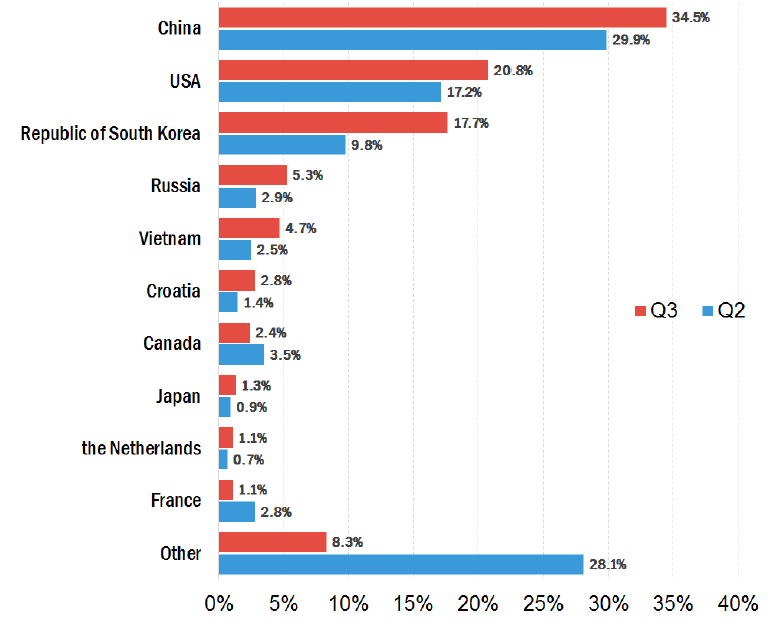 China
34.5%
29.9%
USA
20.8%
17.2%
Republic of South Korea
17.7%
9.8%
Russia
5.3%
2.9%
Vietnam
4.7%
2.5%
Croatia
2.8%
1.4%
Canada
2.4%
3.5%
Japan
1.3%
0.9%
the Netherlands
1.1%
0.7%
France
1.1%
2.8%
Other
8.3%
28.1%
Q3 Q2
0% 5% 10% 15% 20% 25% 30% 35% 40%